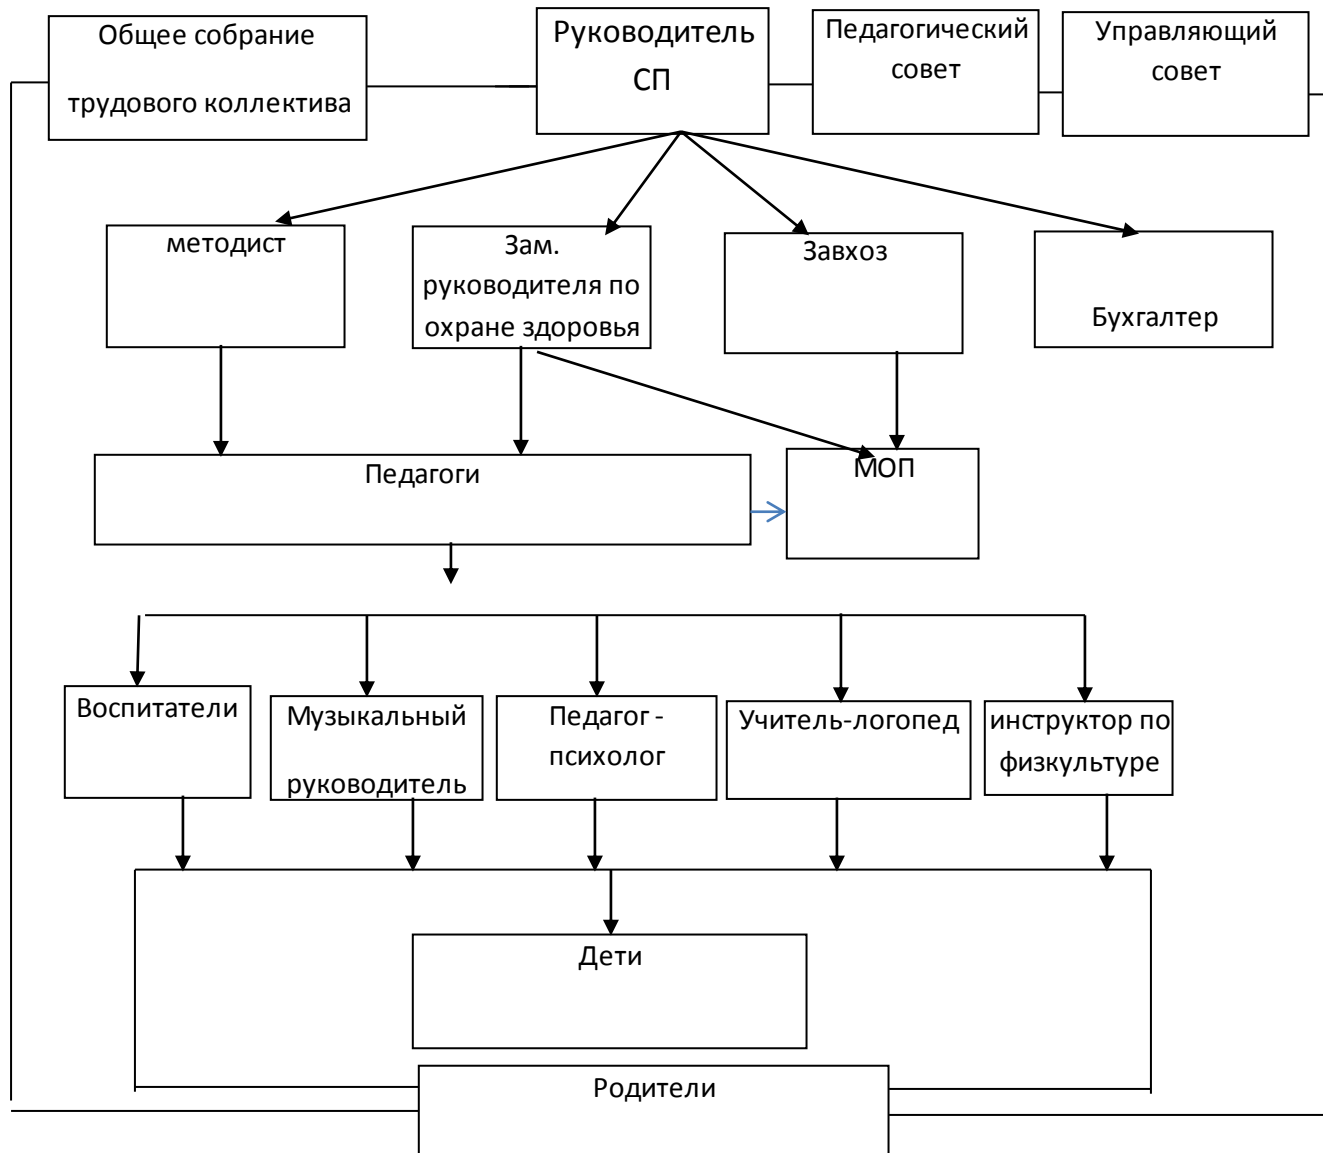 Общее собрание
трудового коллектива
Руководитель
СП
Педагогический
совет
Управляющий
совет
методист
Зам.
руководителя по
охране здоровья
Завхоз
Бухгалтер
Педагоги
МОП
Воспитатели
Музыкальный
руководитель
Педагог -
психолог
Учитель-логопед
инструктор по
физкультуре
Дети
Родители